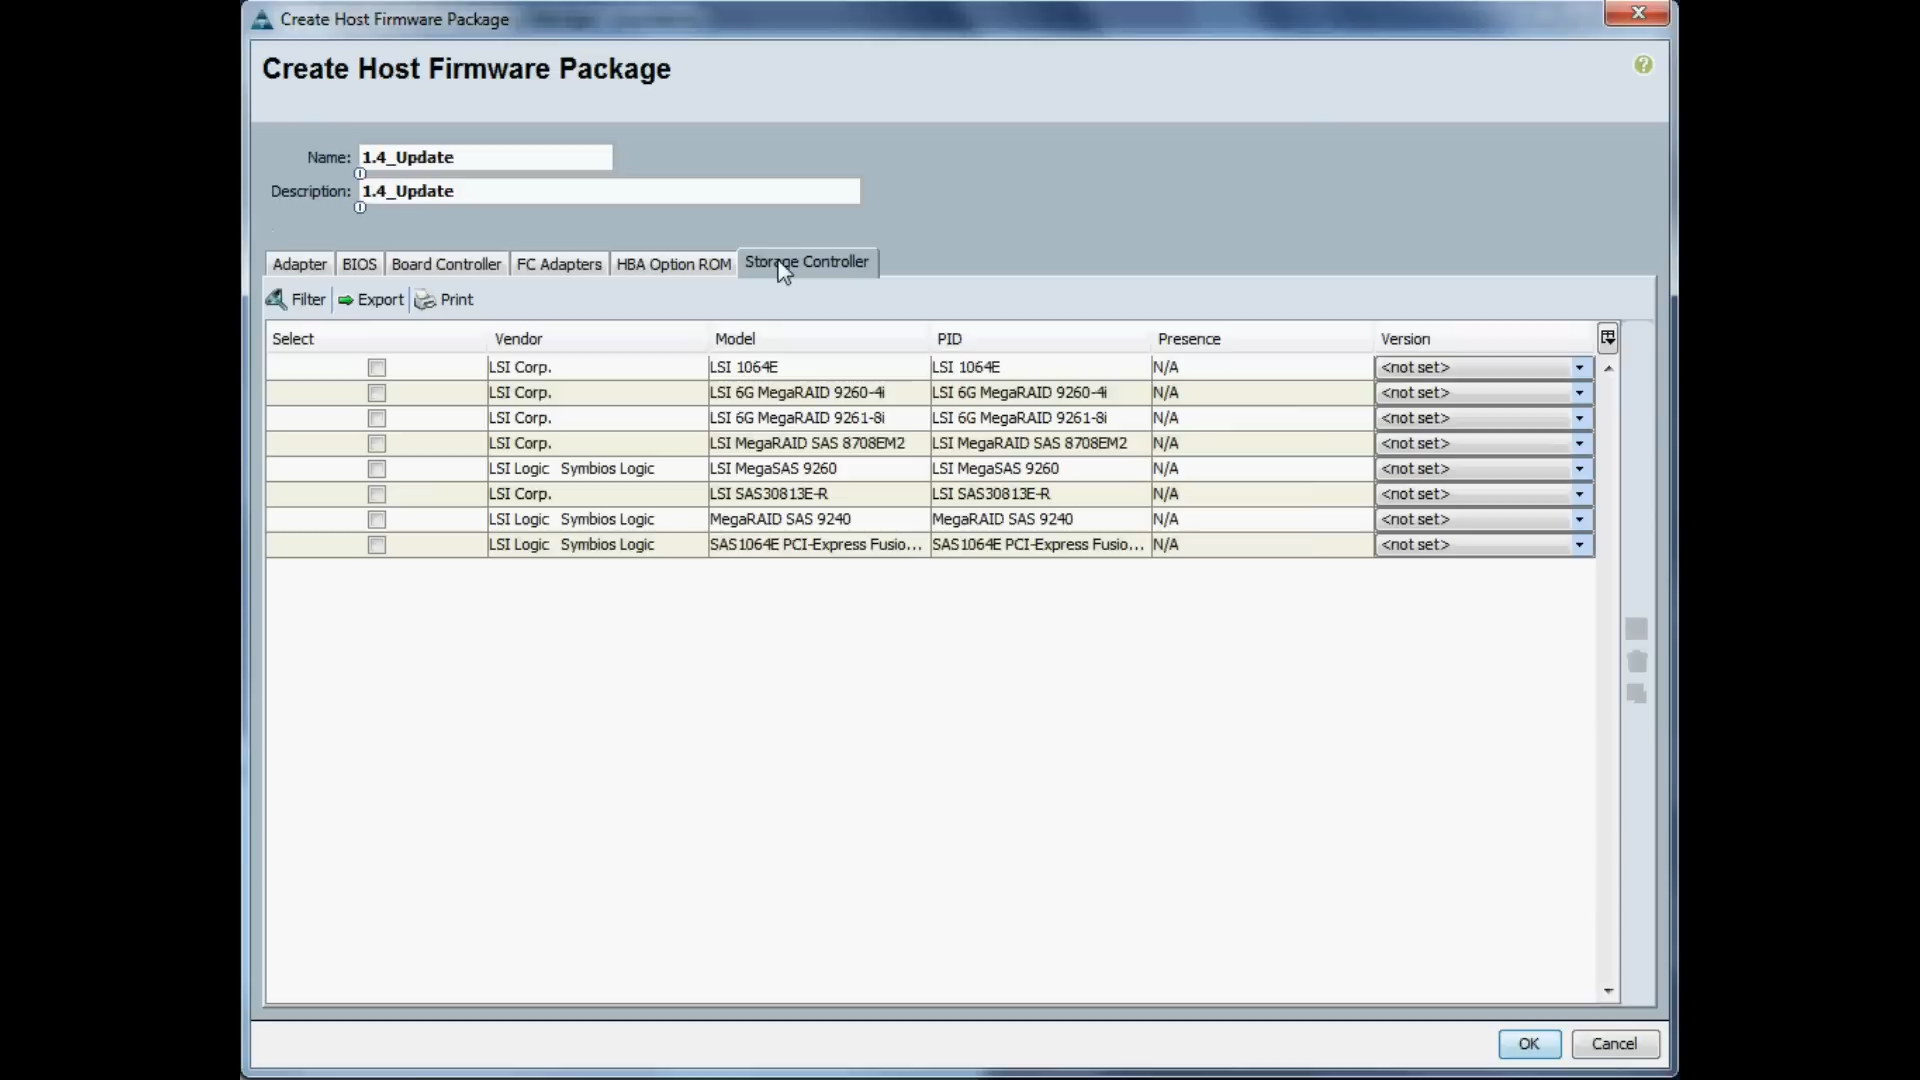 Create Host Firmware Package
Create Host Firmware Package
Name: 1.4_Update
Description: 1.4_Update
Adapter BIOS Board Controller FC Adapters HBA Option ROM Storage Controller
Filter Export Print
Select Vendor Model PID Presence Version
LSI Corp. LSI 1064E LSI 1064E N/A <not set>
LSI Corp. LSI 6G MegaRAID 9260-4i LSI 6G MegaRAID 9260-4i N/A <not set>
LSI Corp. LSI 6G MegaRAID 9261-8i LSI 6G MegaRAID 9261-8i N/A <not set>
LSI Corp. LSI MegaRAID SAS 8708EM2 LSI MegaRAID SAS 8708EM2 N/A <not set>
LSI Logic Symbios Logic LSI MegaSAS 9260 LSI MegaSAS 9260 N/A <not set>
LSI Corp. LSI SAS30813E-R LSI SAS30813E-R N/A <not set>
LSI Logic Symbios Logic MegaRAID SAS 9240 MegaRAID SAS 9240 N/A <not set>
LSI Logic Symbios Logic SAS1064E PCI-Express Fusio... SAS1064E PCI-Express Fusio... N/A <not set>
OK Cancel